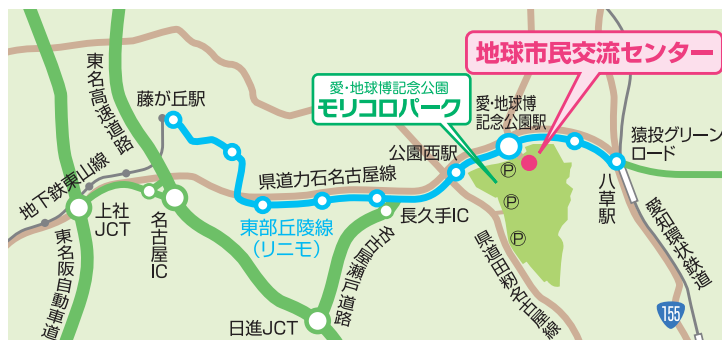 地球市民交流センター
愛・地球博記念公園
モリコロパーク
愛・地球博
記念公園駅
猿投グリーン
ロード
東名高速道路
藤が丘駅
公園西駅
県道力石名古屋線
地下鉄東山線
八草駅
上社
JCT
名古屋
IC
東部丘陵線
(リニモ)
長久手IC
名古屋瀬戸道路
県道田籾名古屋線
愛知環状鉄道
東名阪自動車道
日進JCT
155
P
P
P